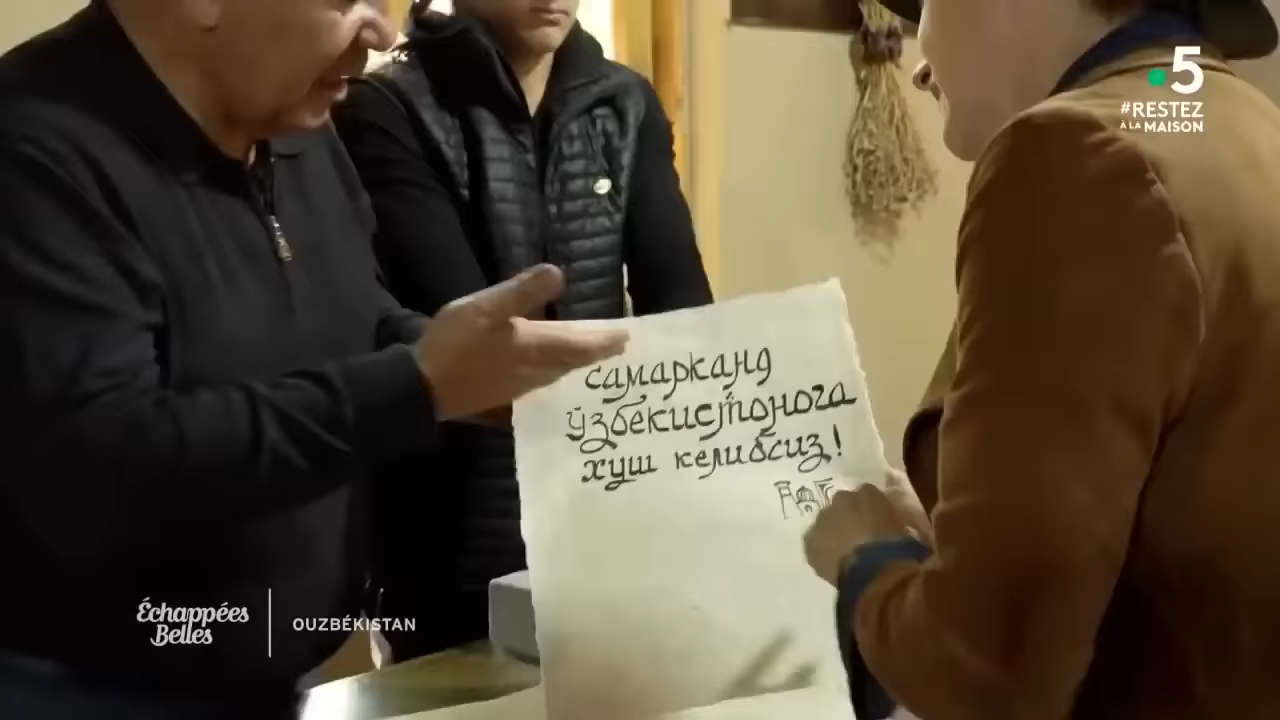 5
#RESTEZ
À LA MAISON
самарканд
ўзбекистонога
хуш келибсиз!
Échappées
Belles
OUZBÉKISTAN